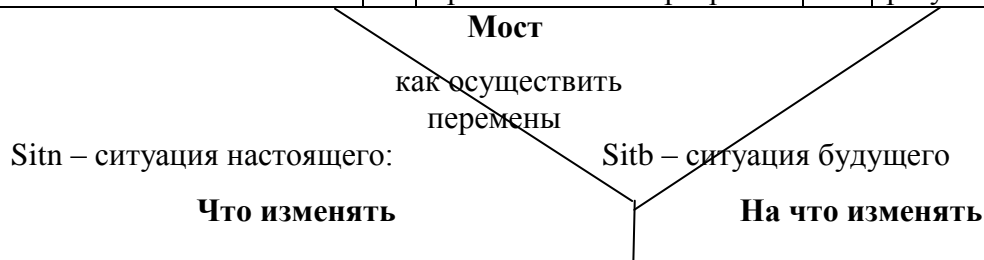 Мост
как осуществить
перемены
Sitn – ситуация настоящего: Sitb – ситуация будущего
Что изменять На что изменять